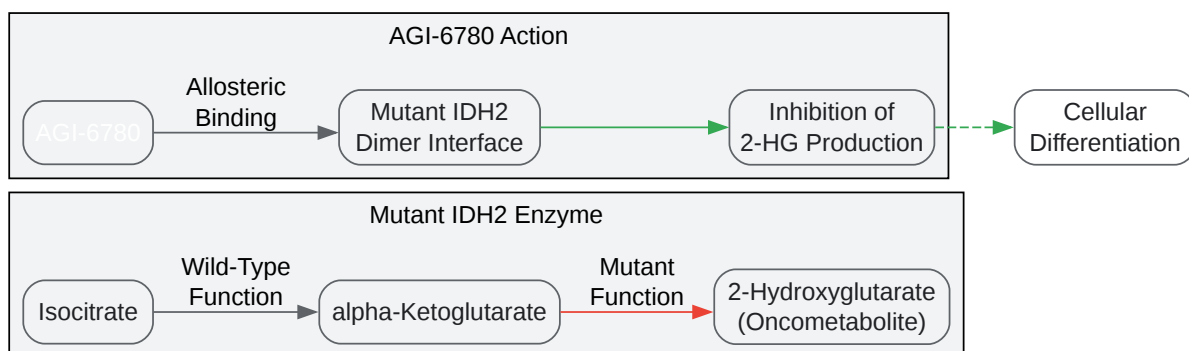 AGI-6780 Action
AGI-6780
Allosteric
Binding
Mutant IDH2
Dimer Interface
Inhibition of
2-HG Production
Cellular
Differentiation
Mutant IDH2 Enzyme
Isocitrate
Wild-Type
Function
alpha-Ketoglutarate
Mutant
Function
2-Hydroxyglutarate
(Oncometabolite)